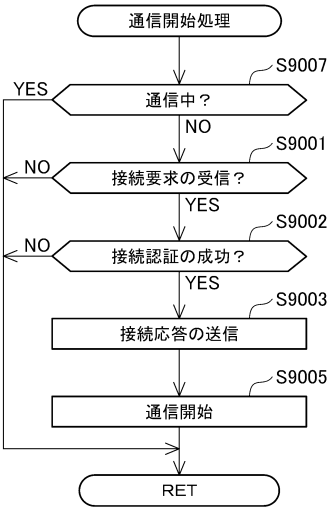 通信開始処理
S9007
YES
通信中？
NO
S9001
NO
接続要求の受信？
YES
S9002
NO
接続認証の成功？
YES
S9003
接続応答の送信
S9005
通信開始
RET